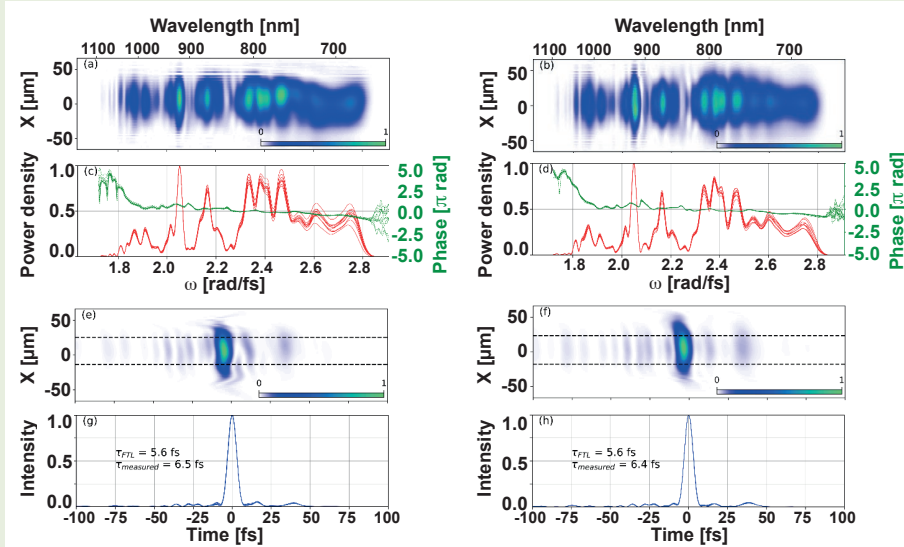 Wavelength [nm]
1100 1000 900 800 700
(a)
X [μm]
50
0
-50
0 1
(c)
Power density
1.0
0.5
0.0
5.0
2.5
0.0
-2.5
-5.0
Phase [π rad]
1.8 2.0 2.2 2.4 2.6 2.8
ω [rad/fs]
(e)
X [μm]
50
0
-50
0 1
(g)
Intensity
1.0
0.5
0.0
τFTL = 5.6 fs
τmeasured = 6.5 fs
-100 -75 -50 -25 0 25 50 75 100
Time [fs]
Wavelength [nm]
1100 1000 900 800 700
(b)
X [μm]
50
0
-50
0 1
(d)
Power density
1.0
0.5
0.0
5.0
2.5
0.0
-2.5
-5.0
Phase [π rad]
1.8 2.0 2.2 2.4 2.6 2.8
ω [rad/fs]
(f)
X [μm]
50
0
-50
0 1
(h)
Intensity
1.0
0.5
0.0
τFTL = 5.6 fs
τmeasured = 6.4 fs
-100 -75 -50 -25 0 25 50 75 100
Time [fs]